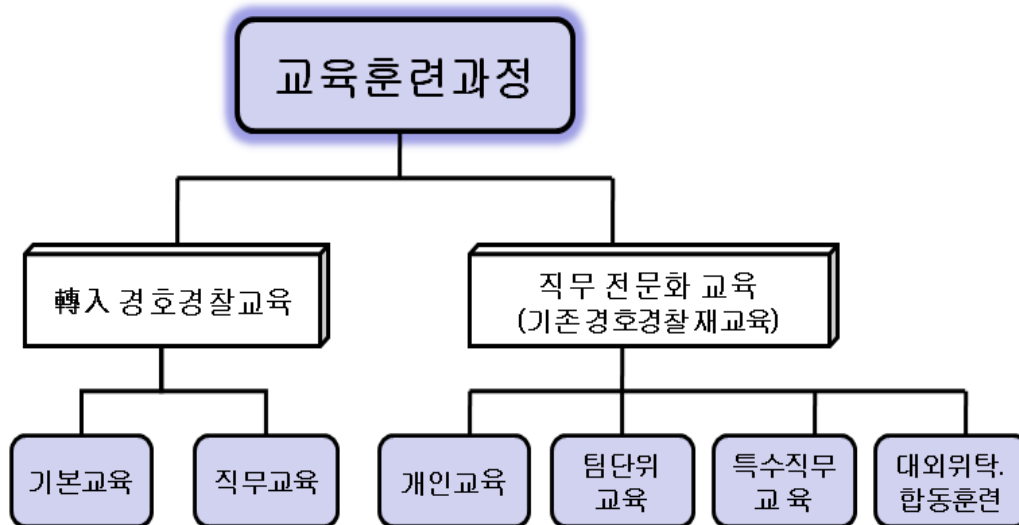 교육훈련과정
轉入 경호경찰교육
직무 전문화 교육
(기존경호경찰재교육)
기본교육
직무교육
개인교육
팀단위
교육
특수직무
교육
대외위탁.
합동훈련